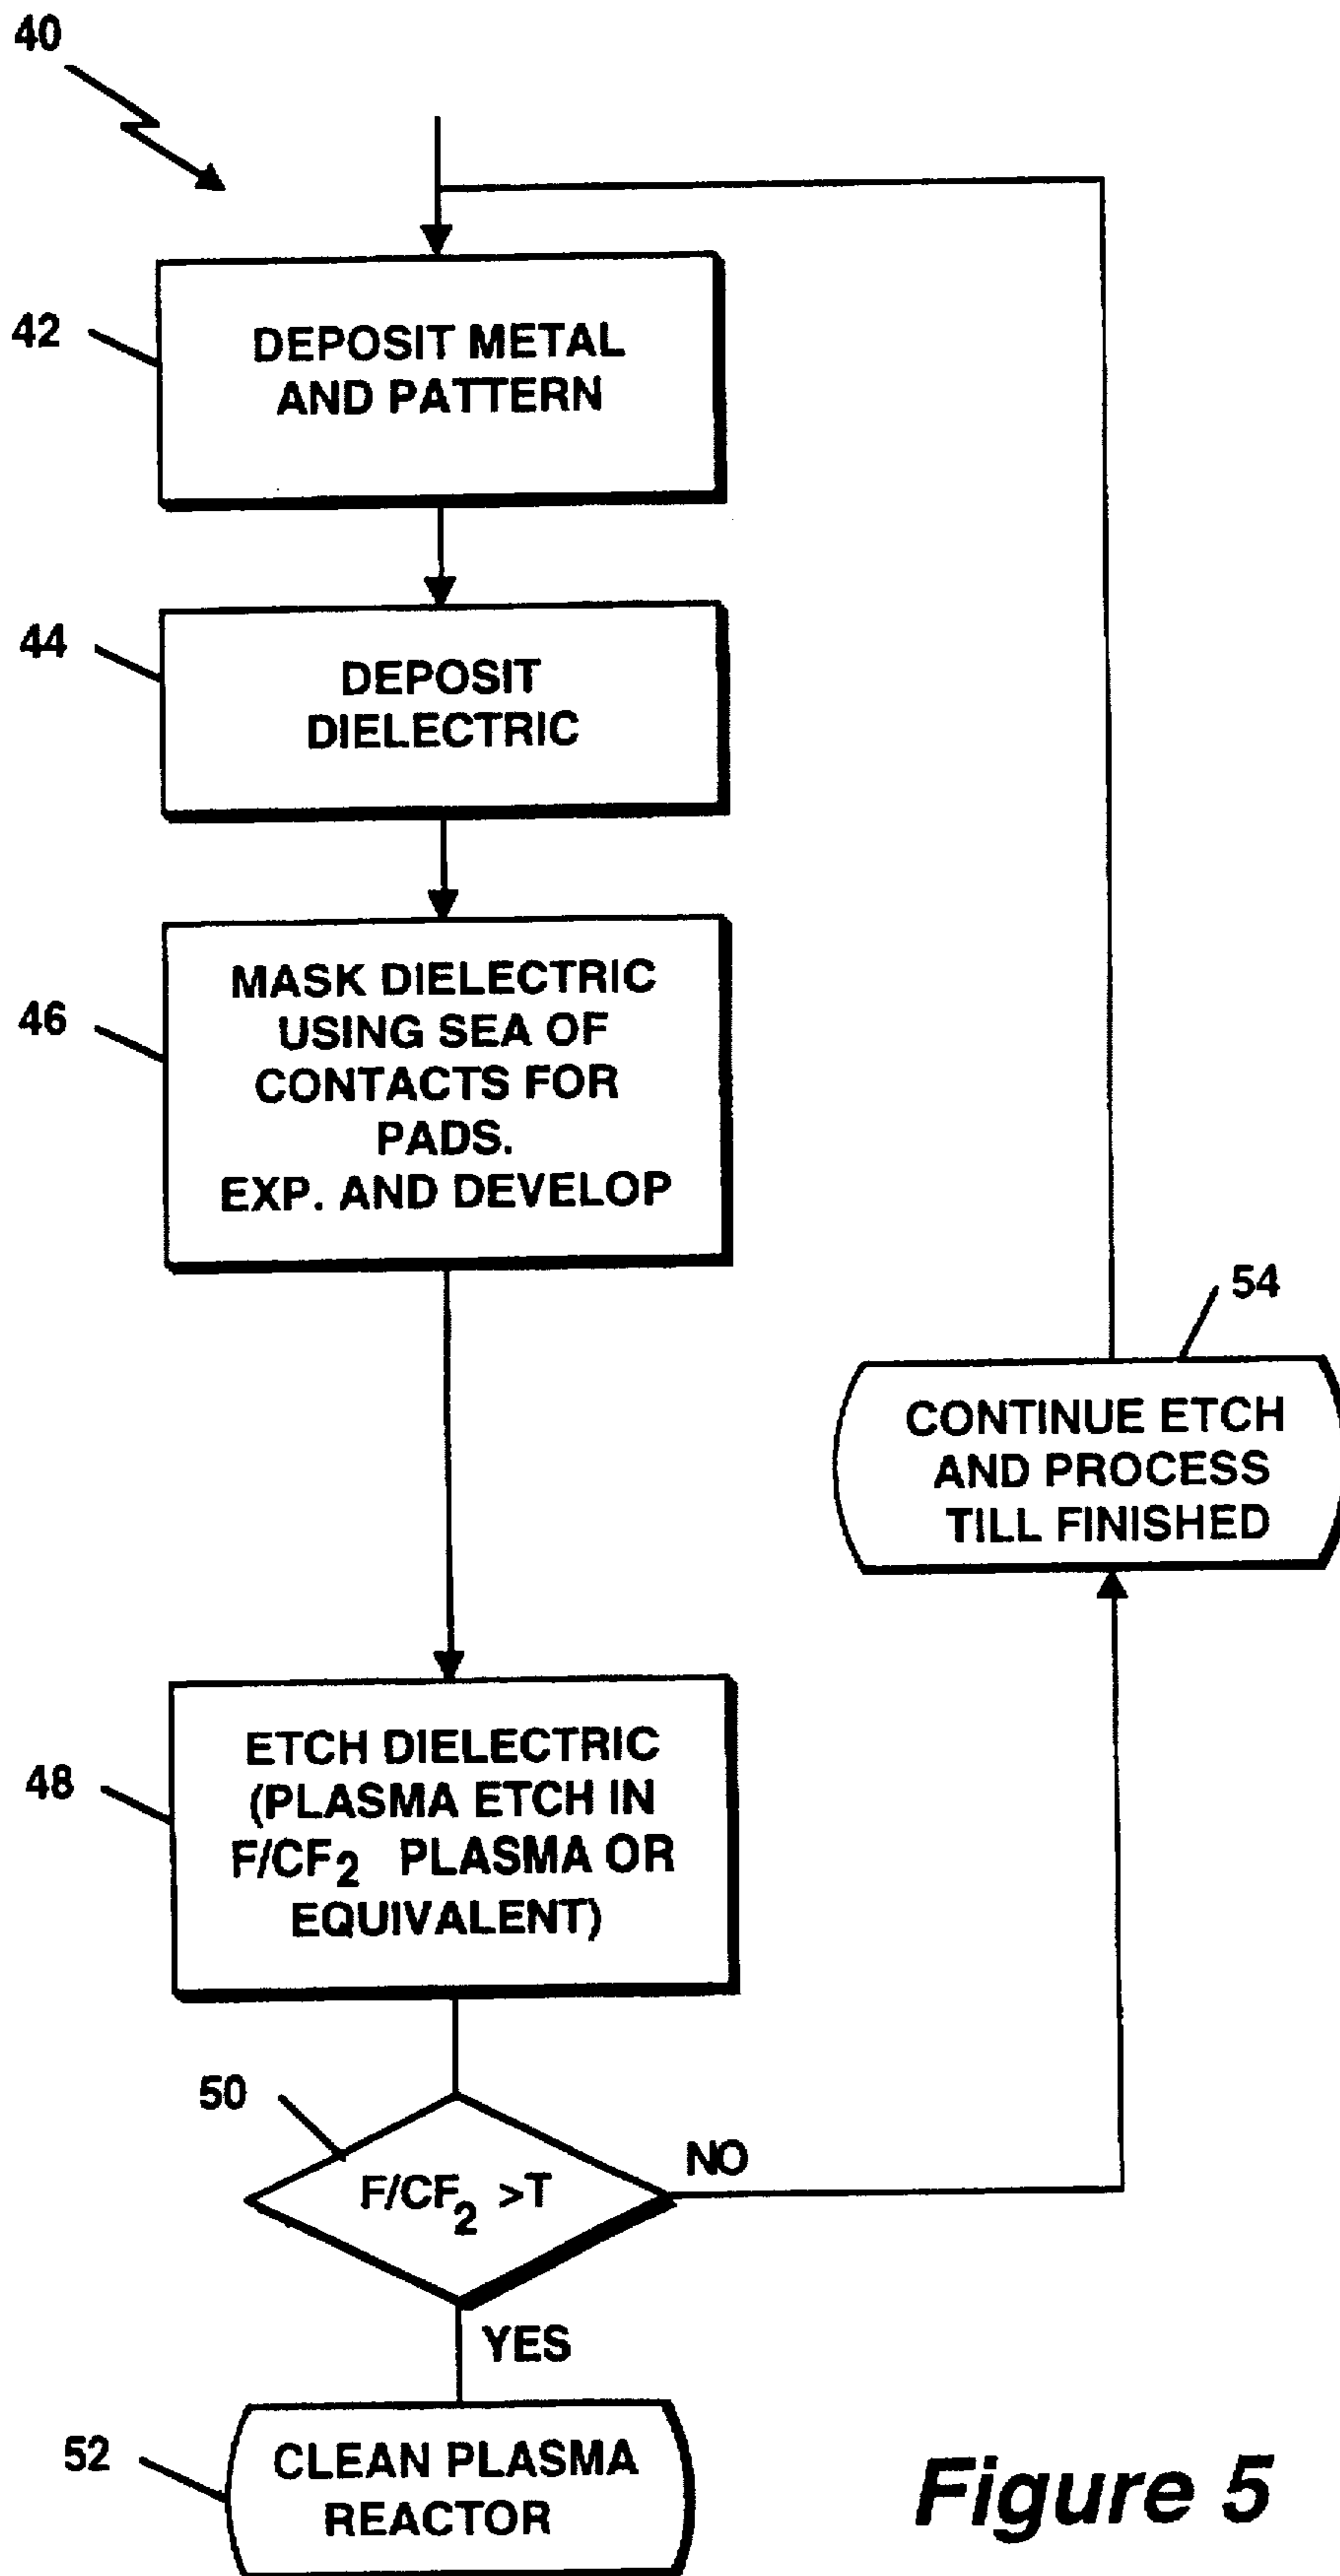 40
42
DEPOSIT METAL
AND PATTERN
44
DEPOSIT
DIELECTRIC
46
MASK DIELECTRIC
USING SEA OF
CONTACTS FOR
PADS.
EXP. AND DEVELOP
54
CONTINUE ETCH
AND PROCESS
TILL FINISHED
48
ETCH DIELECTRIC
(PLASMA ETCH IN
F/CF₂ PLASMA OR
EQUIVALENT)
50
F/CF₂ >T
NO
YES
52
CLEAN PLASMA
REACTOR
Figure 5